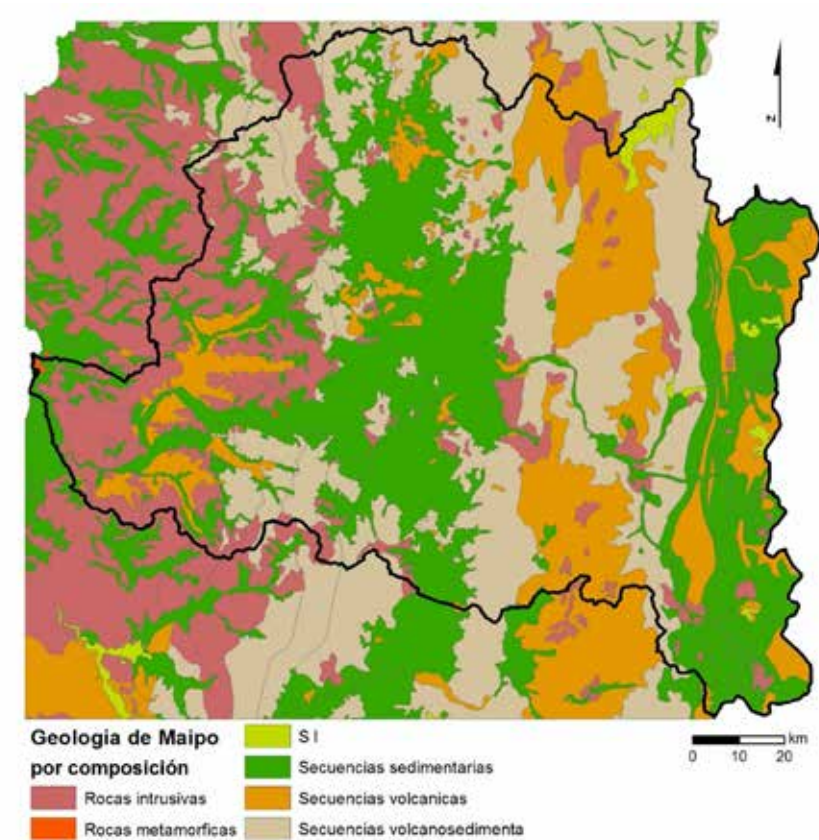 N
Geologia de Maipo
por composición
Rocas intrusivas
Rocas metamorficas
S I
Secuencias sedimentarias
Secuencias volcanicas
Secuencias volcanosedimenta
km
0 10 20